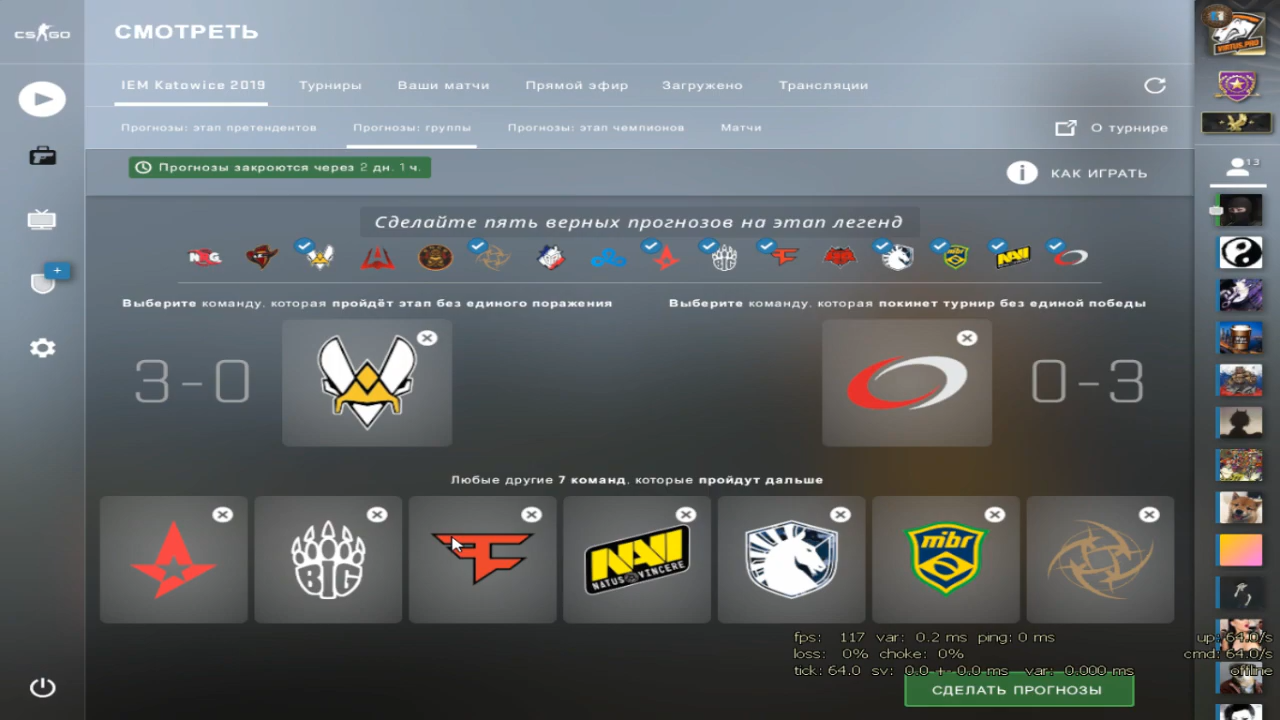 CS GO
СМОТРЕТЬ
IEM Katowice 2019 Турниры Ваши матчи Прямой эфир Загружено Трансляции
Прогнозы: этап претендентов Прогнозы: группы Прогнозы: этап чемпионов Матчи О турнире
Прогнозы закроются через 2 дн. 1 ч.
КАК ИГРАТЬ
Сделайте пять верных прогнозов на этап легенд
Выберите команду, которая пройдёт этап без единого поражения
Выберите команду, которая покинет турнир без единой победы
3-0
0-3
Любые другие 7 команд, которые пройдут дальше
BIG
NAVI
NATUS VINCERE
mibr
fps: 117 var: 0.2 ms ping: 0 ms up: 64.0/s
loss: 0% choke: 0% cmd: 64.0/s
tick: 64.0 sv: 0.0 +- 0.0 ms var: 0.000 ms offline
СДЕЛАТЬ ПРОГНОЗЫ
VIRTUS.PRO
13
+